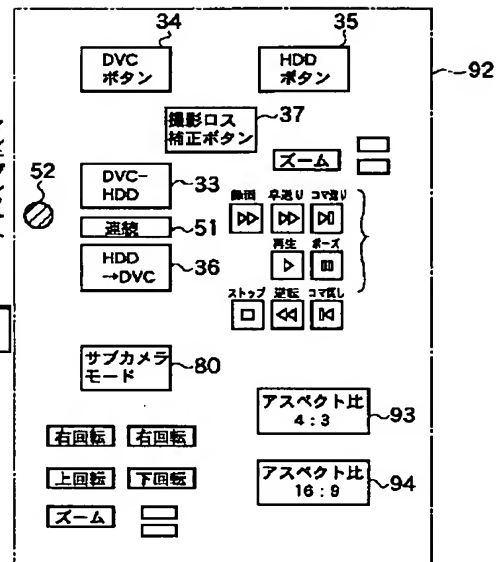 34
35
DVC
ボタン
HDD
ボタン
92
撮影ロス
補正ボタン
37
ズーム
52
DVC-
HDD
33
録画 早送り コマ送り
連続
51
再生 ポーズ
HDD
→DVC
36
ストップ 逆転 コマ戻し
サブカメラ
モード
80
アスペクト比
4:3
93
右回転 右回転
上回転 下回転
アスペクト比
16:9
94
ズーム